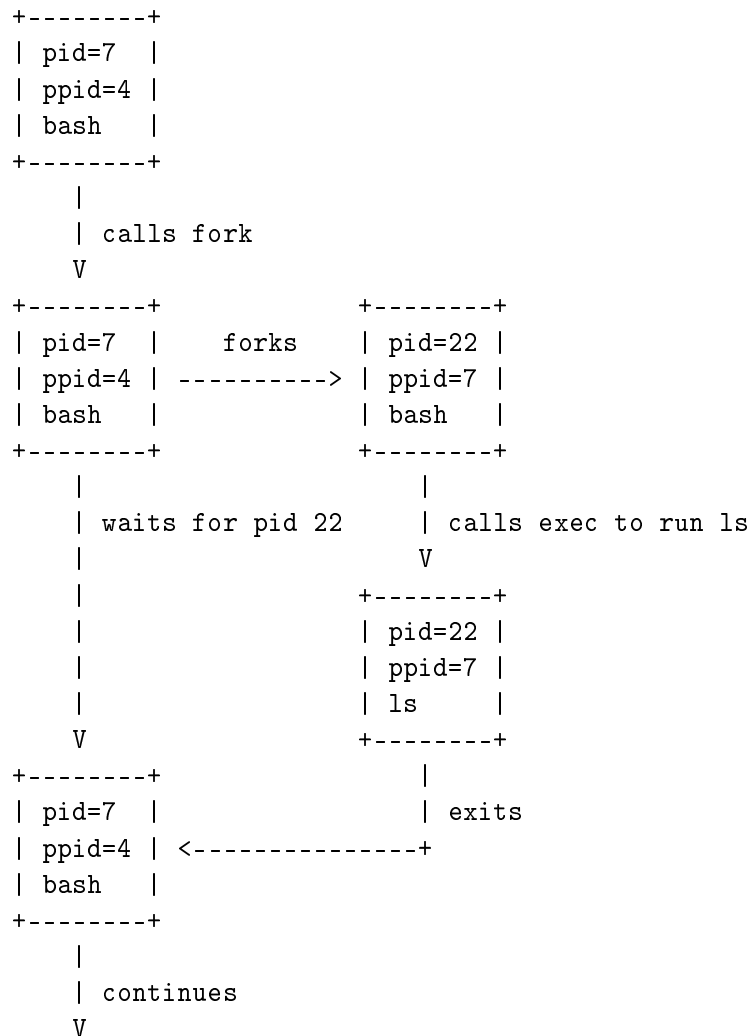 +--------+
| pid=7  |
| ppid=4 |
| bash   |
+--------+
    |
    | calls fork
    V
+--------+             +--------+
| pid=7  |    forks    | pid=22 |
| ppid=4 | ----------> | ppid=7 |
| bash   |             | bash   |
+--------+             +--------+
    |                      |
    | waits for pid 22     | calls exec to run ls
    |                      V
    |                  +--------+
    |                  | pid=22 |
    |                  | ppid=7 |
    |                  | ls     |
    V                  +--------+
+--------+                 |
| pid=7  |                 | exits
| ppid=4 | <---------------+
| bash   |
+--------+
    |
    | continues
    V